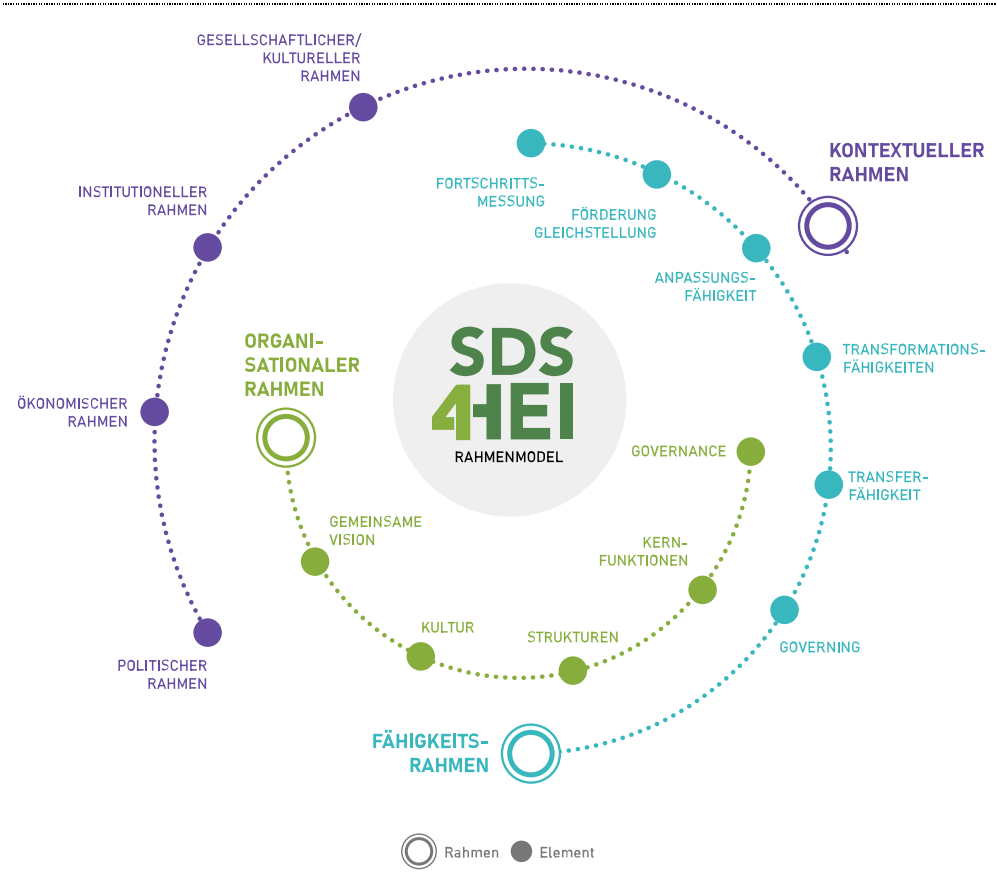 GESELLSCHAFTLICHER/
KULTURELLER
RAHMEN
KONTEXTUELLER
RAHMEN
INSTITUTIONELLER
RAHMEN
FORTSCHRITTS-
MESSUNG
FÖRDERUNG
GLEICHSTELLUNG
ANPASSUNGS-
FÄHIGKEIT
ORGANI-
SATIONALER
RAHMEN
SDS
4HEI
RAHMENMODEL
TRANSFORMATIONS-
FÄHIGKEITEN
ÖKONOMISCHER
RAHMEN
GOVERNANCE
TRANSFER-
FÄHIGKEIT
GEMEINSAME
VISION
KERN-
FUNKTIONEN
KULTUR
STRUKTUREN
GOVERNING
POLITISCHER
RAHMEN
FÄHIGKEITS-
RAHMEN
Rahmen
Element